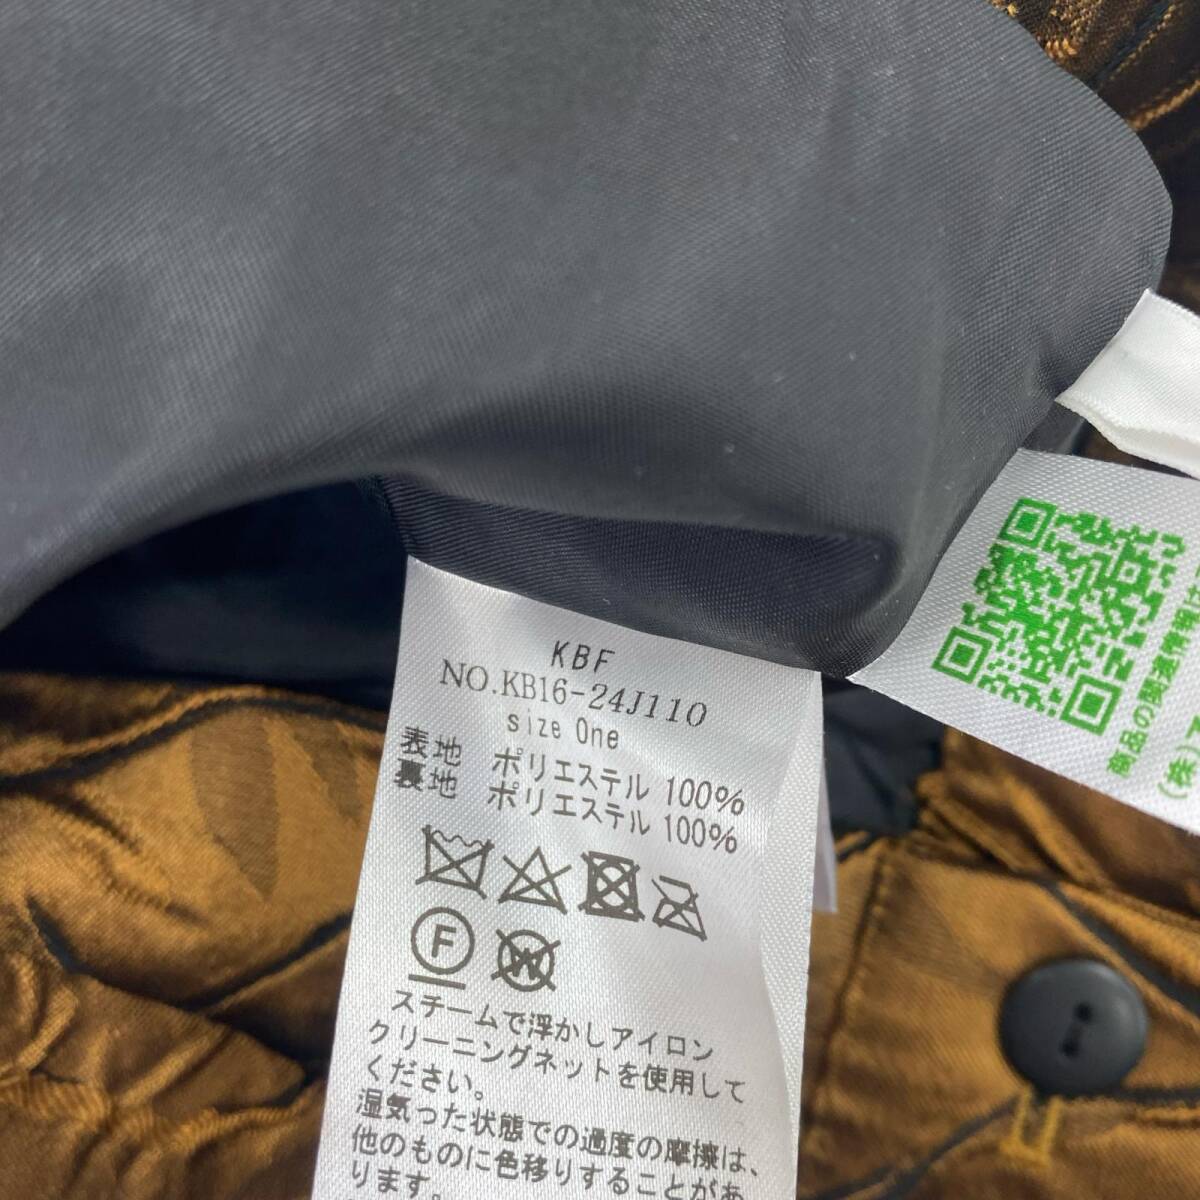 KBF
NO.KB16-24J110
size One
表地 ポリエステル 100%
裏地 ポリエステル 100%
F
W
スチームで浮かしアイロン
クリーニングネットを使用して
ください。
湿気った状態での過度の摩擦は、
他のものに色移りすることがあ
ります。
商品の関連情報
(株)